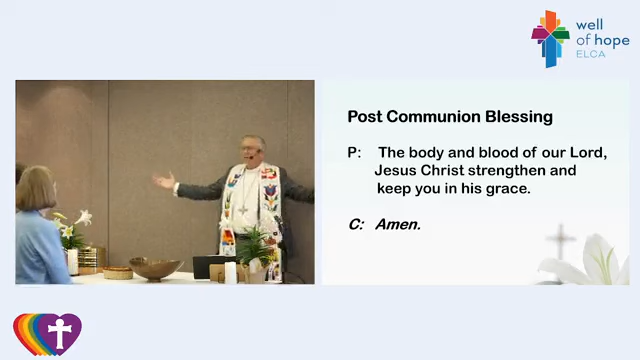 well
of hope
ELCA
Post Communion Blessing
P: The body and blood of our Lord,
Jesus Christ strengthen and
keep you in his grace.
C: Amen.